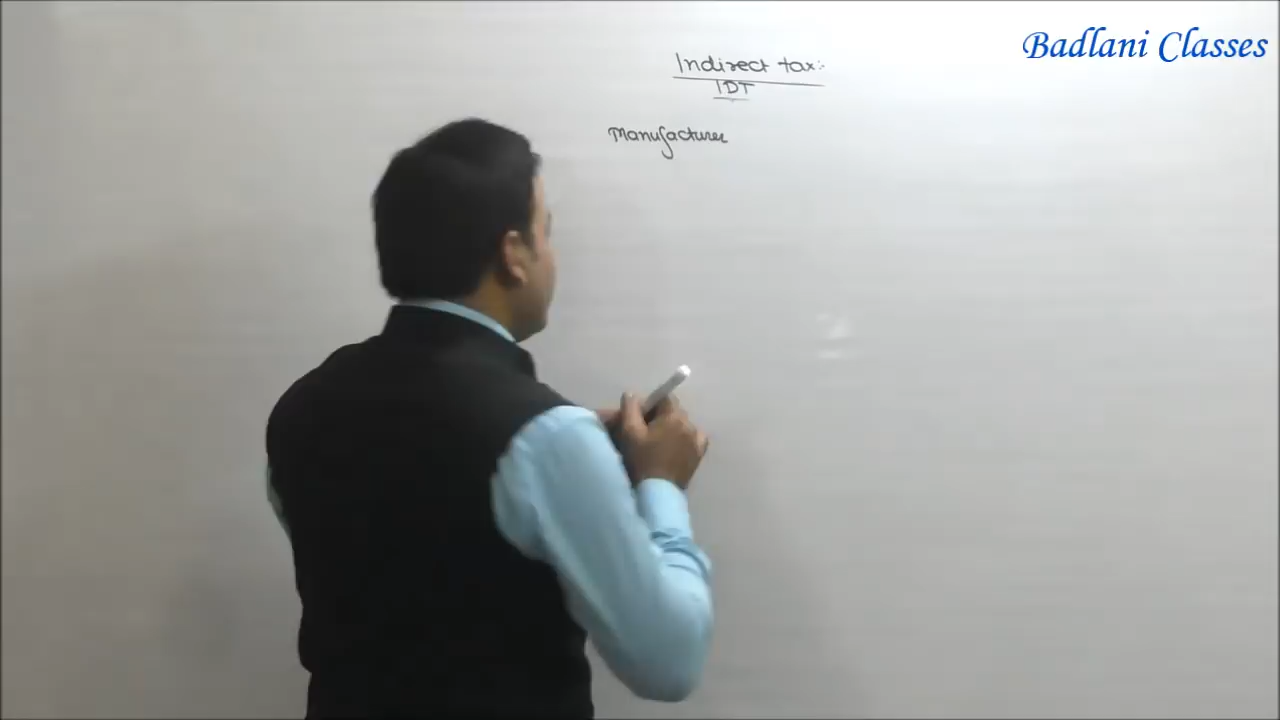 Badlani Classes
Indirect tax:-
IDT
Manufacturer